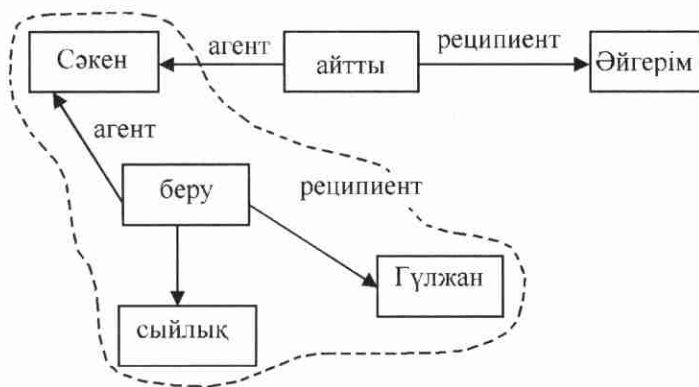 Сәкен
агент
айтты
реципиент
Әйгерім
агент
беру
реципиент
Гүлжан
сыйлық